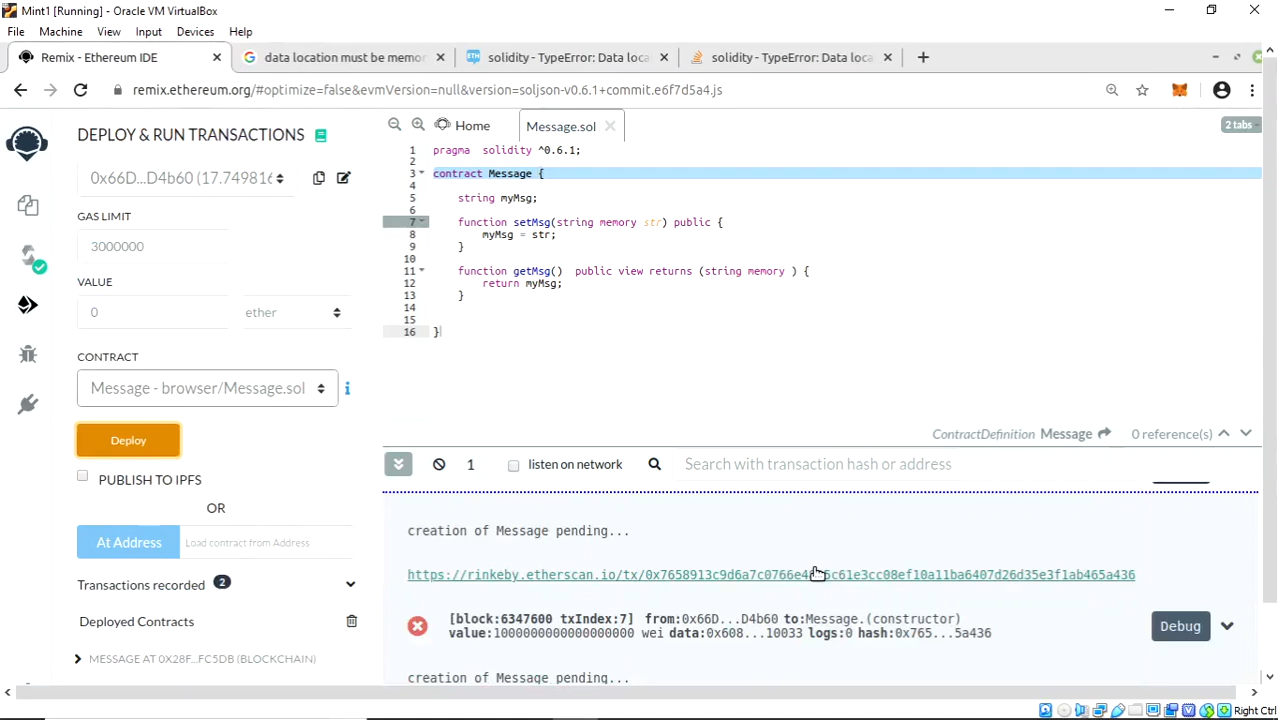 Mint1 [Running] - Oracle VM VirtualBox
File Machine View Input Devices Help
Remix - Ethereum IDE
data location must be memor
solidity - TypeError: Data loca
solidity - TypeError: Data loca
remix.ethereum.org/#optimize=false&evmVersion=null&version=soljson-v0.6.1+commit.e6f7d5a4.js
DEPLOY & RUN TRANSACTIONS
0x66D...D4b60 (17.749816
GAS LIMIT
3000000
VALUE
0 ether
CONTRACT
Message - browser/Message.sol
Deploy
PUBLISH TO IPFS
OR
At Address Load contract from Address
Transactions recorded 2
Deployed Contracts
MESSAGE AT 0X28F...FC5DB (BLOCKCHAIN)
Home
Message.sol
2 tabs
1 pragma  solidity ^0.6.1;
2
3 contract Message {
4
5 string myMsg;
6
7 function setMsg(string memory str) public {
8 myMsg = str;
9 }
10
11 function getMsg()  public view returns (string memory ) {
12 return myMsg;
13 }
14
15
16 }
ContractDefinition Message 0 reference(s)
1 listen on network Search with transaction hash or address
creation of Message pending...
[block:6347600 txIndex:7] from:0x66D...D4b60 to:Message.(constructor)
value:1000000000000000000 wei data:0x608...10033 logs:0 hash:0x765...5a436
Debug
creation of Message pending...
Right Ctrl